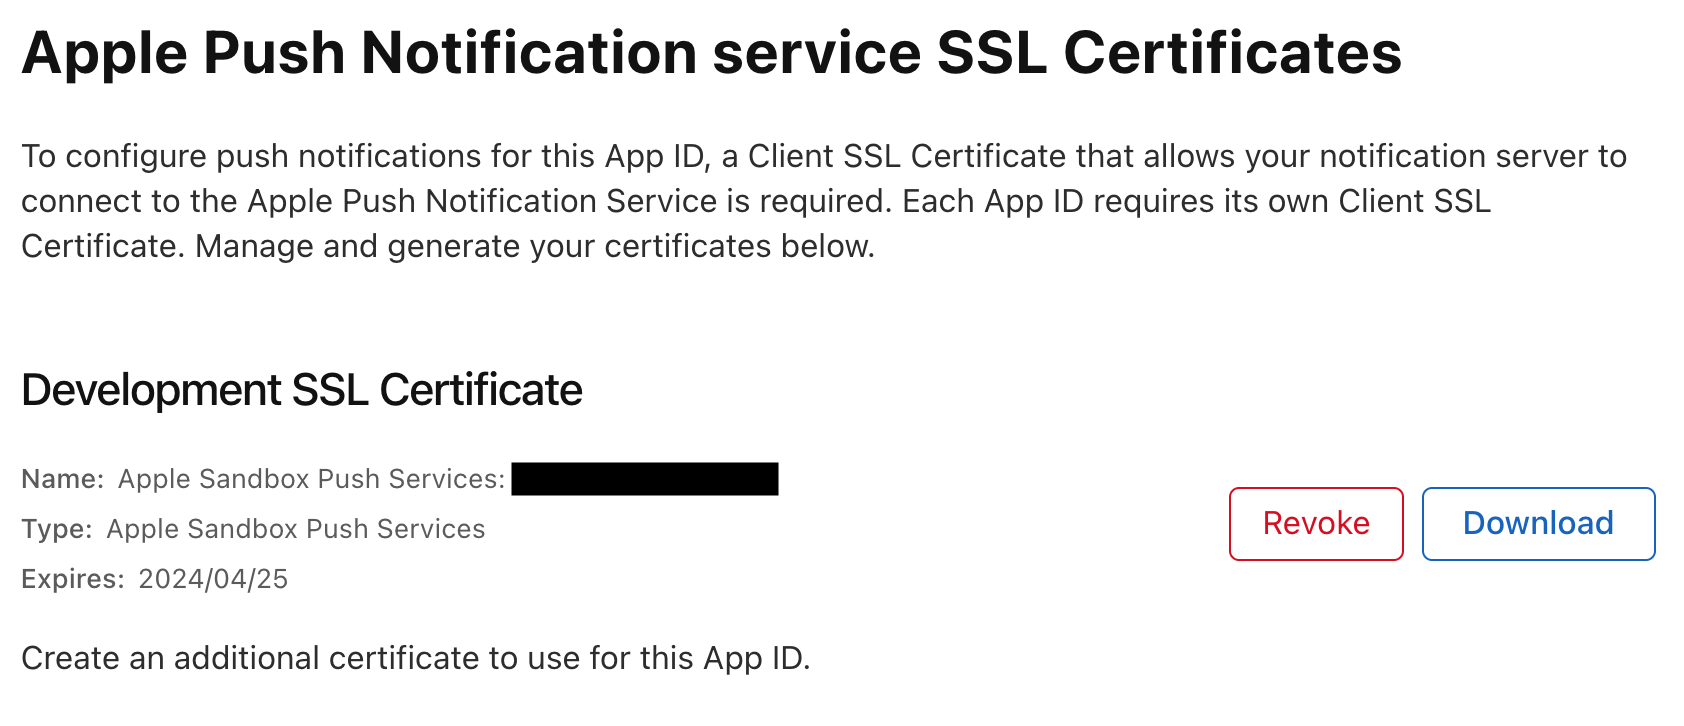 Apple Push Notification service SSL Certificates
To configure push notifications for this App ID, a Client SSL Certificate that allows your notification server to
connect to the Apple Push Notification Service is required. Each App ID requires its own Client SSL
Certificate. Manage and generate your certificates below.
Development SSL Certificate
Name: Apple Sandbox Push Services:
Type: Apple Sandbox Push Services
Expires: 2024/04/25
Revoke
Download
Create an additional certificate to use for this App ID.